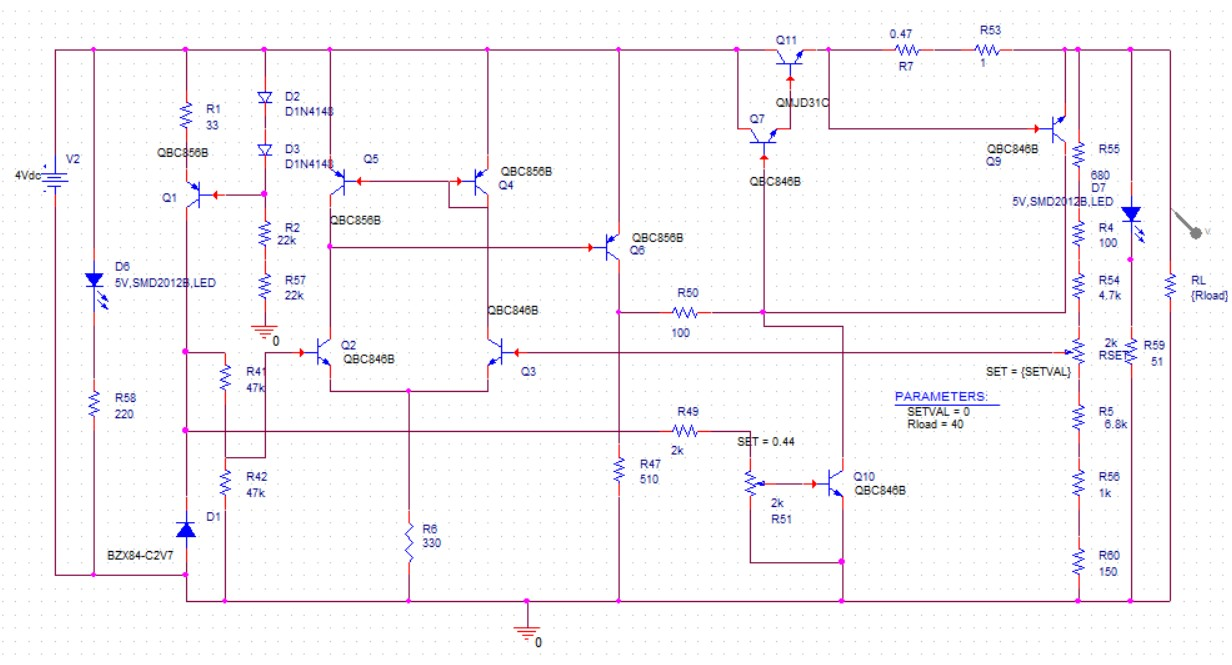 Q11
0.47
R7
R53
1
QMJD31C
Q7
QBC846B
QBC846B
Q9
R55
680
D7
5V,SMD2012B,LED
R4
100
R54
4.7k
2k
RSET
SET = {SETVAL}
R59
51
RL
{Rload}
V
V2
4Vdc
R1
33
QBC856B
Q1
D2
D1N4148
D3
D1N4148
R2
22k
R57
22k
0
Q5
QBC856B
QBC856B
Q4
QBC856B
Q6
D6
5V,SMD2012B,LED
R58
220
R50
100
QBC846B
Q3
Q2
QBC846B
R41
47k
R42
47k
D1
BZX84-C2V7
R6
330
R49
2k
R47
510
SET = 0.44
2k
R51
Q10
QBC846B
PARAMETERS:
SETVAL = 0
Rload = 40
R5
6.8k
R56
1k
R60
150
0